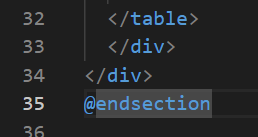 32 </table>
33 </div>
34 </div>
35 @endsection
36